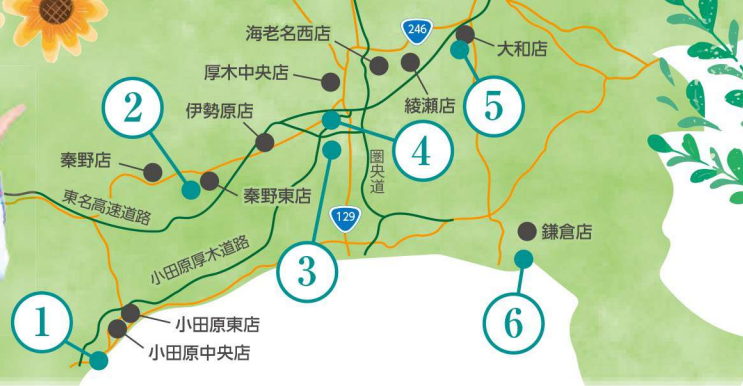 246
海老名西店
大和店
厚木中央店
2
伊勢原店
綾瀬店
5
4
秦野店
圏央道
秦野東店
東名高速道路
129
鎌倉店
小田原厚木道路
3
1
小田原東店
6
小田原中央店